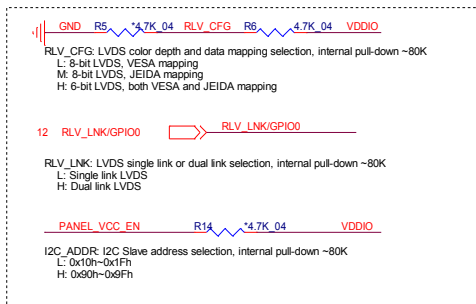 GND R5 *4.7K_04 RLV_CFG R6 4.7K_04 VDDIO
RLV_CFG: LVDS color depth and data mapping selection, internal pull-down ~80K
L: 8-bit LVDS, VESA mapping
M: 8-bit LVDS, JEIDA mapping
H: 6-bit LVDS, both VESA and JEIDA mapping
12 RLV_LNK/GPIO0 RLV_LNK/GPIO0
RLV_LNK: LVDS single link or dual link selection, internal pull-down ~80K
L: Single link LVDS
H: Dual link LVDS
PANEL_VCC_EN R14 *4.7K_04 VDDIO
I2C_ADDR: I2C Slave address selection, internal pull-down ~80K
L: 0x10h~0x1Fh
H: 0x90h~0x9Fh